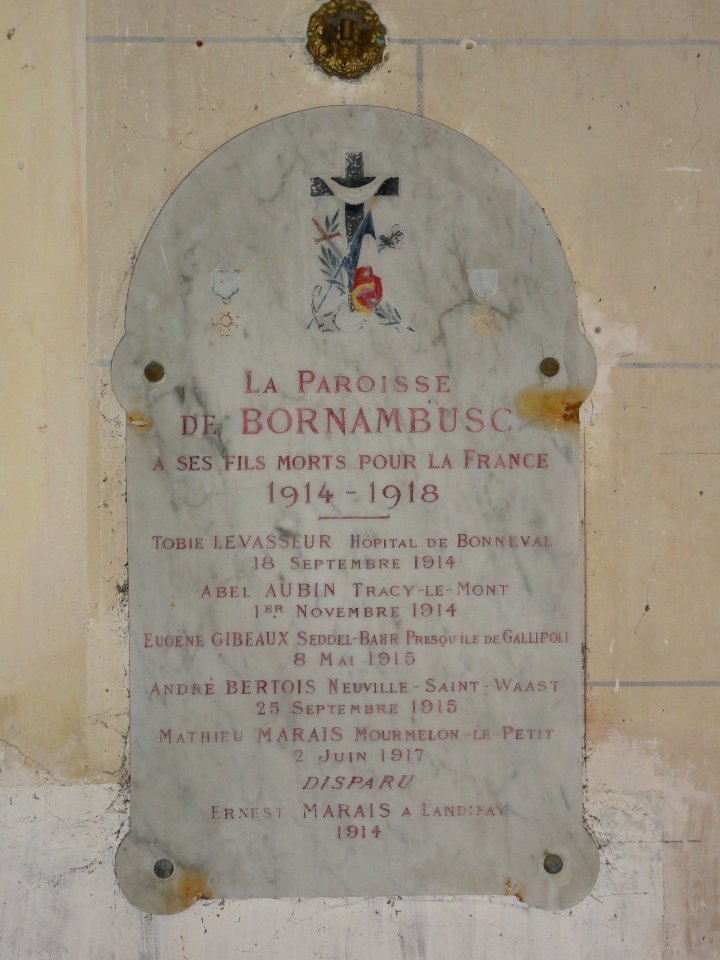 LA PAROISSE
DE BORNAMBUSC
A SES FILS MORTS POUR LA FRANCE
1914-1918
TOBIE LEVASSEUR HÔPITAL DE BONNEVAL
18 SEPTEMBRE 1914
ABEL AUBIN TRACY-LE-MONT
1ER NOVEMBRE 1914
EUGENE GIBEAUX SEDDEL-BAHR PRESQU'ILE DE GALLIPOLI
8 MAI 1915
ANDRÉ BERTOIS NEUVILLE-SAINT-WAAST
25 SEPTEMBRE 1915
MATHIEU MARAIS MOURMELON-LE PETIT
2 JUIN 1917
DISPARU
ERNEST MARAIS A LANDIFAY
1914